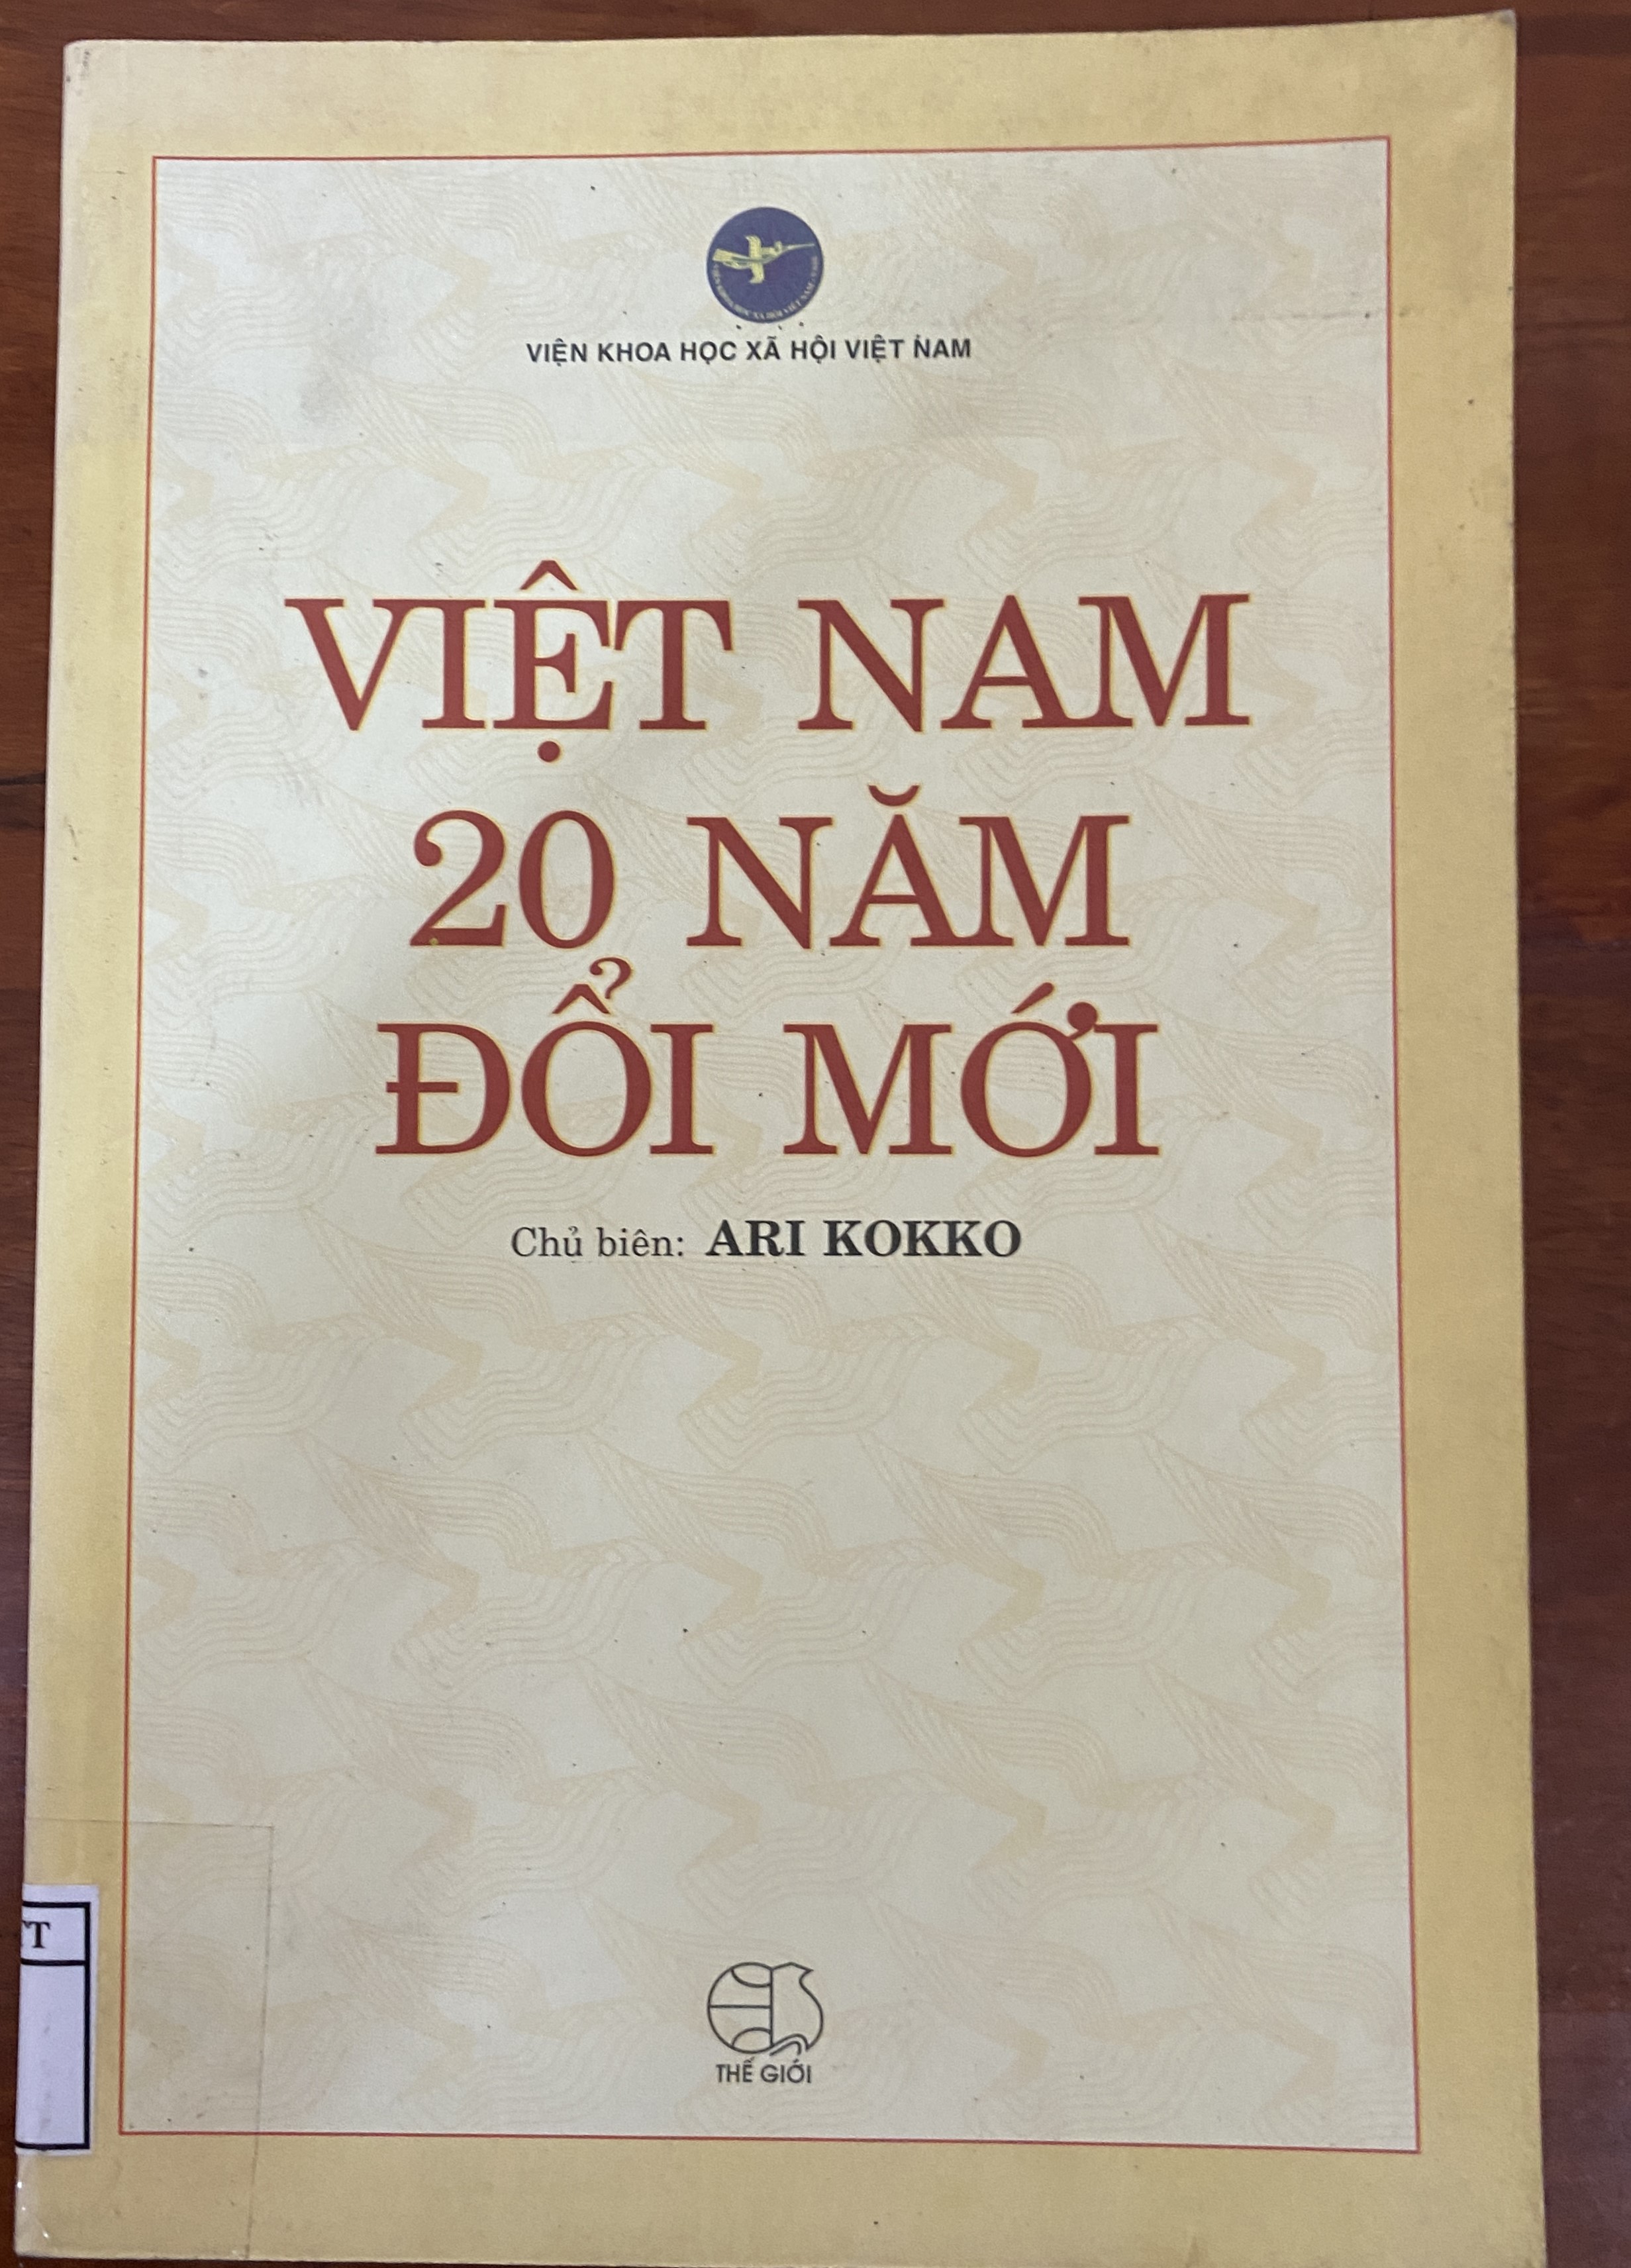 VIỆN KHOA HỌC XÃ HỘI VIỆT NAM
VIỆT NAM
20 NĂM
ĐỔI MỚI
Chủ biên: ARI KOKKO
THẾ GIỚI